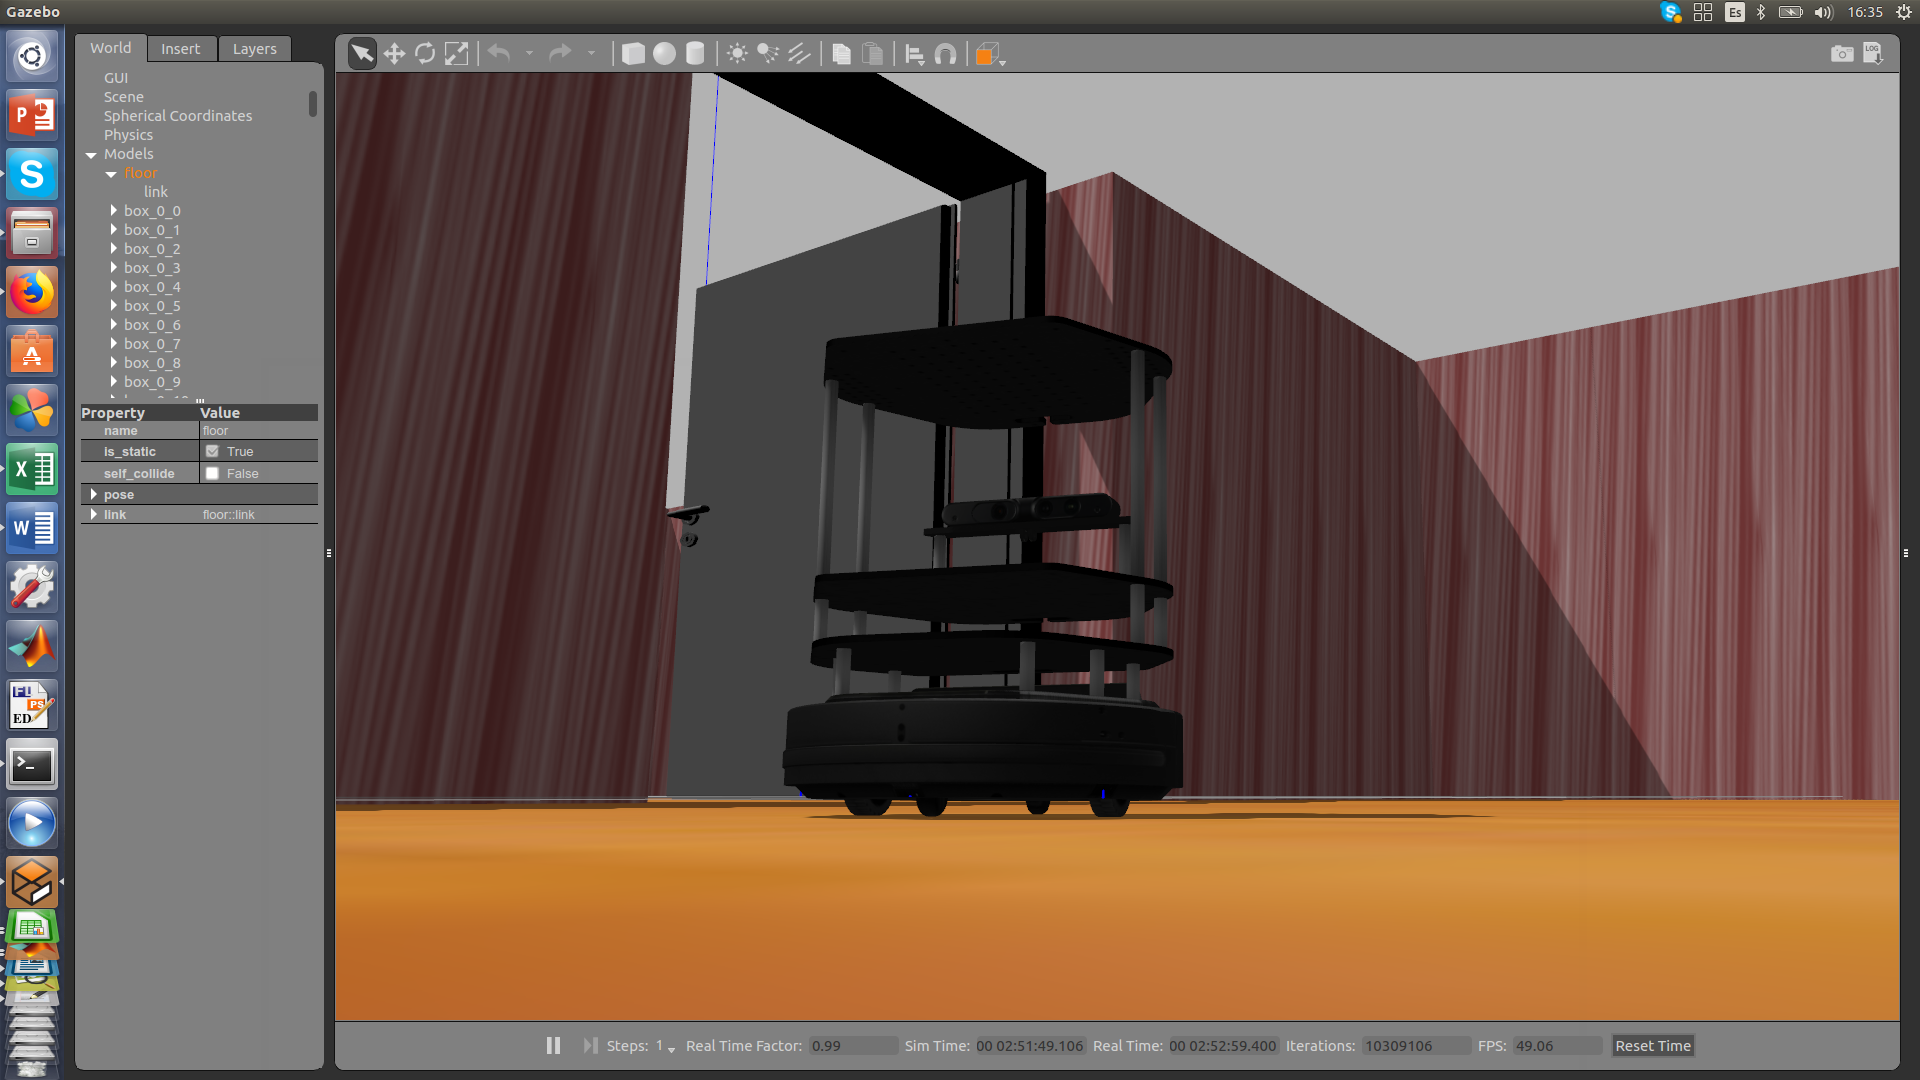 Gazebo
Es
16:35
World Insert Layers
LOG
GUI
Scene
Spherical Coordinates
Physics
Models
floor
link
box_0_0
box_0_1
box_0_2
box_0_3
box_0_4
box_0_5
box_0_6
box_0_7
box_0_8
box_0_9
Property Value
name floor
is_static True
self_collide False
pose
link floor::link
Steps: 1 Real Time Factor: 0.99 Sim Time: 00 02:51:49.106 Real Time: 00 02:52:59.400 Iterations: 10309106 FPS: 49.06 Reset Time
P
S
A
X
W
PS
ED
>_